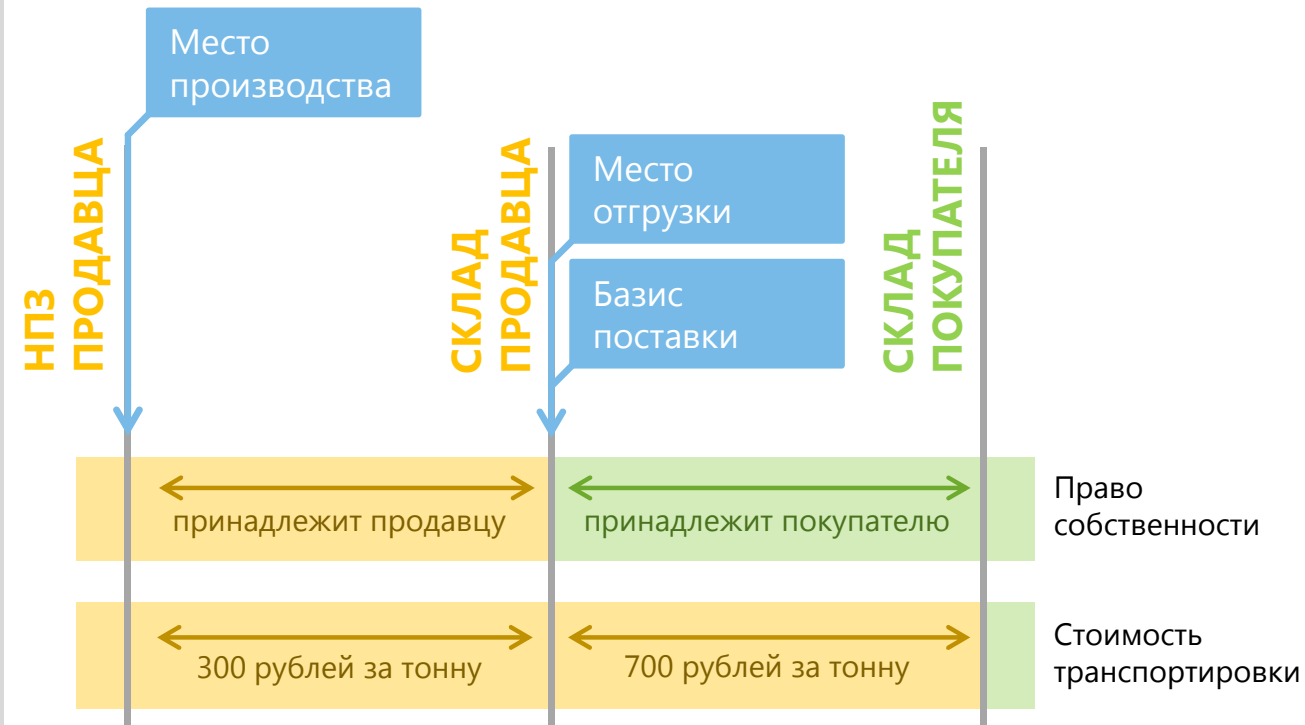 Место
производства
НПЗ
ПРОДАВЦА
СКЛАД
ПРОДАВЦА
Место
отгрузки
Базис
поставки
СКЛАД
ПОКУПАТЕЛЯ
принадлежит продавцу
принадлежит покупателю
Право
собственности
300 рублей за тонну
700 рублей за тонну
Стоимость
транспортировки